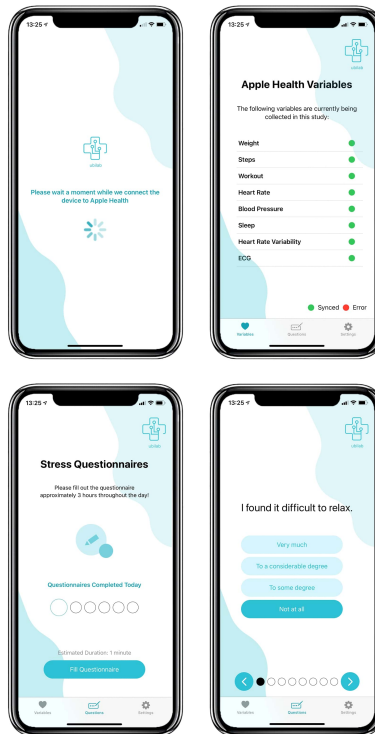 13:25
Please wait a moment while we connect the
device to Apple Health
13:25
Apple Health Variables
The following variables are currently being
collected in this study:
Weight
Steps
Workout
Heart Rate
Blood Pressure
Sleep
Heart Rate Variability
ECG
Synced Error
Variables Questions Settings
13:25
Stress Questionnaires
Please fill out the questionnaire
approximately 3 hours throughout the day!
Questionnaires Completed Today
Estimated Duration: 1 minute
Fill Questionnaire
Variables Questions Settings
13:25
I found it difficult to relax.
Very much
To a considerable degree
To some degree
Not at all
Variables Questions Settings